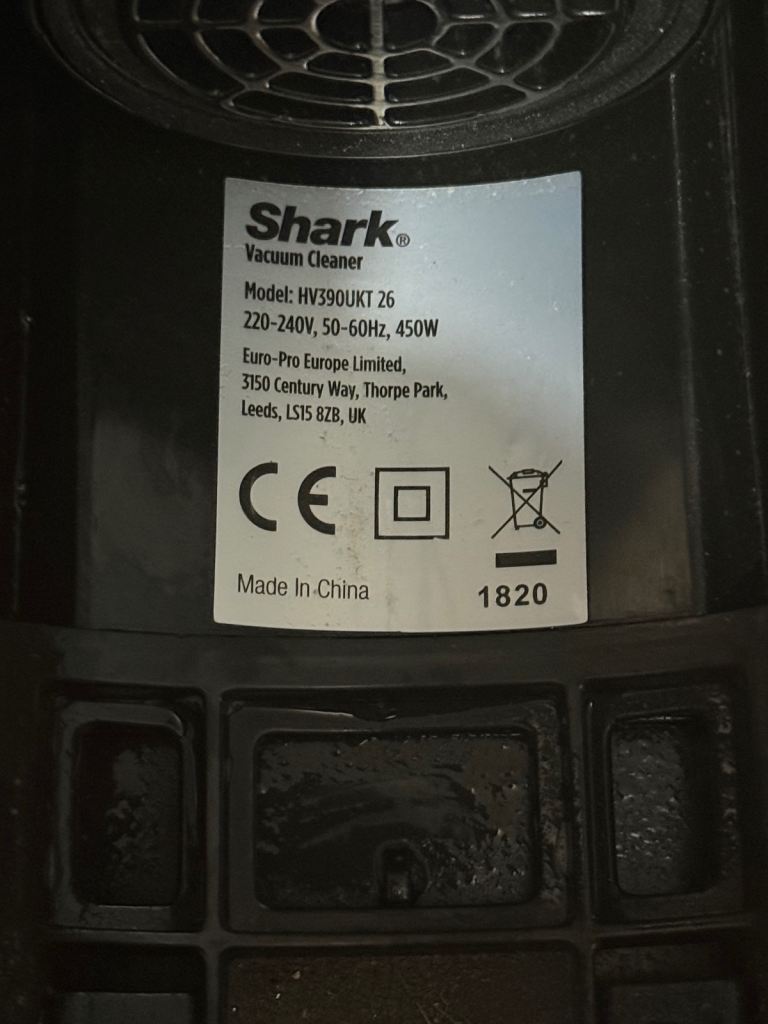 Shark®
Vacuum Cleaner
Model: HV390UKT 26
220-240V, 50-60Hz, 450W
Euro-Pro Europe Limited,
3150 Century Way, Thorpe Park,
Leeds, LS15 8ZB, UK
CE
Made In China
1820